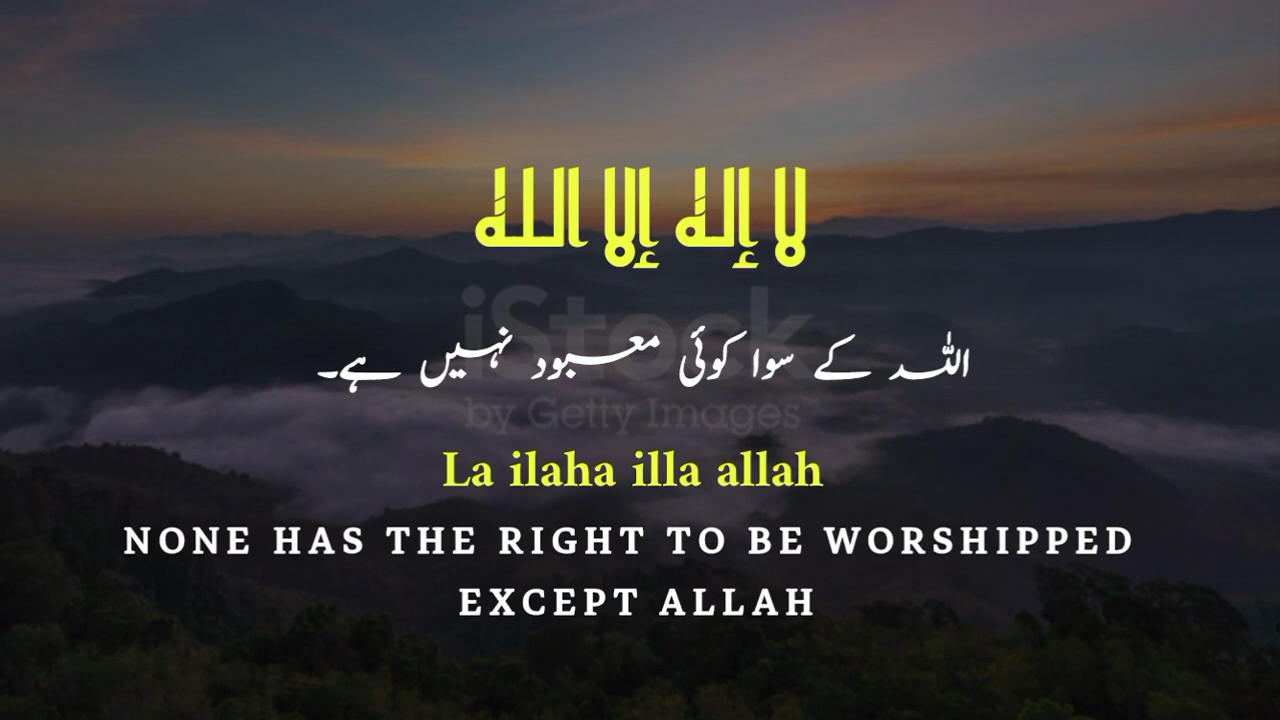 لا إله إلا الله
iStock
اللہ کے سوا کوئی معبود نہیں ہے۔
by Getty Images™
La ilaha illa allah
NONE HAS THE RIGHT TO BE WORSHIPPED
EXCEPT ALLAH